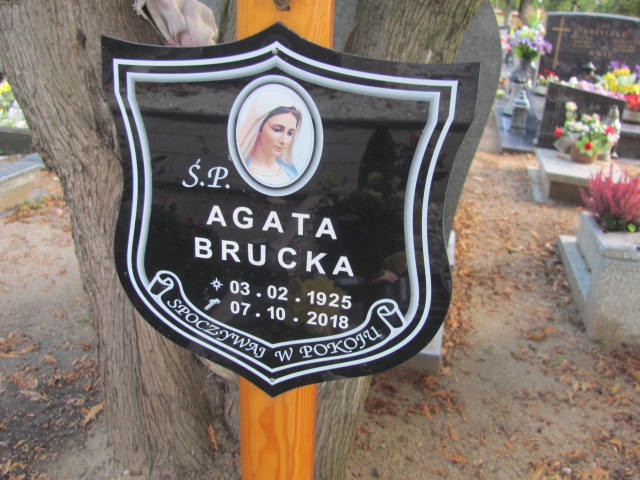 Ś.P.
AGATA
BRUCKA
03.02.1925
07.10.2018
SPOCZYWAJ W POKOJU